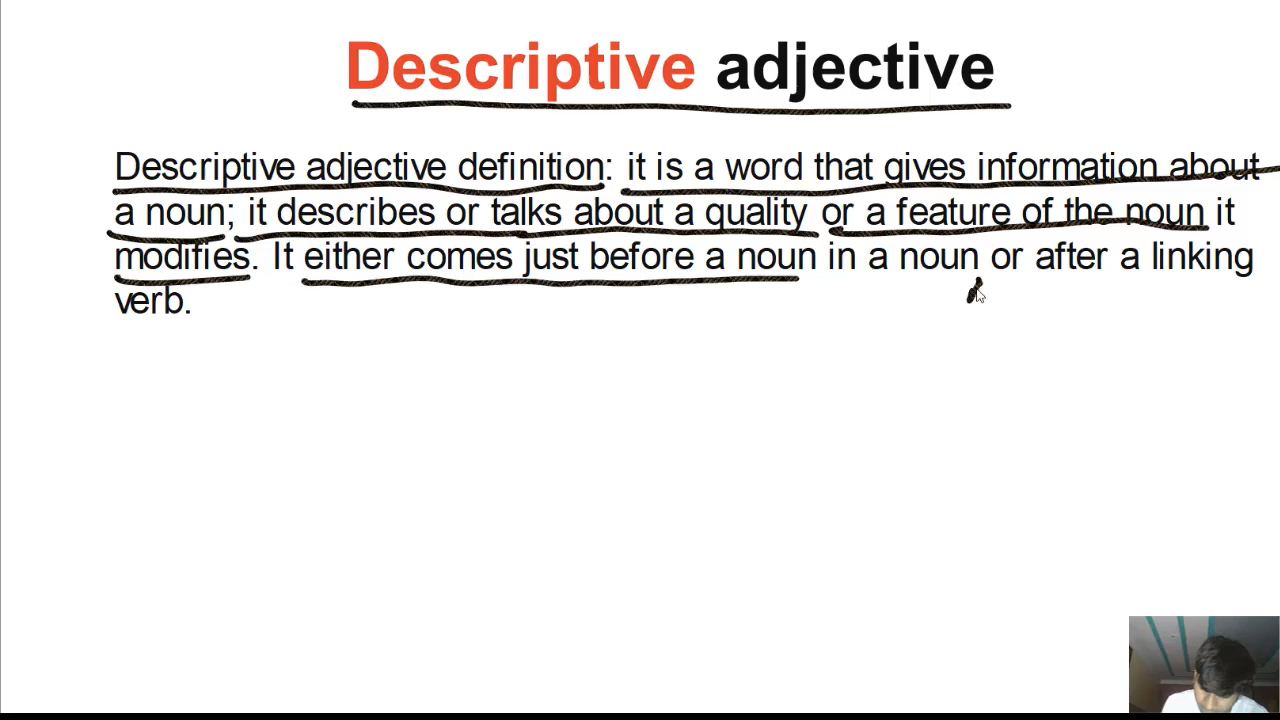 Descriptive adjective
Descriptive adjective definition: it is a word that gives information about
a noun; it describes or talks about a quality or a feature of the noun it
modifies. It either comes just before a noun in a noun or after a linking
verb.